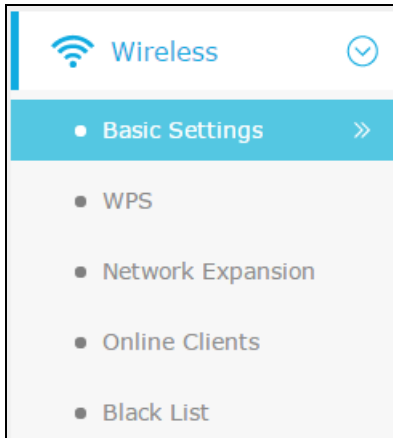 Wireless
Basic Settings
WPS
Network Expansion
Online Clients
Black List